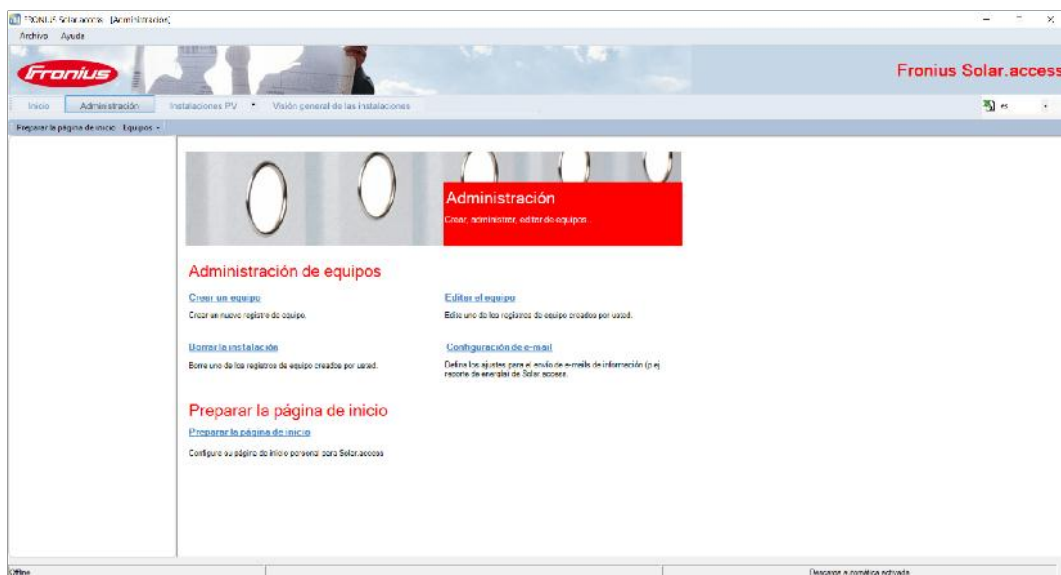 FRONIUS Solar.access - [Administración]
Archivo Ayuda
Fronius
Fronius Solar.access
Inicio Administración Instalaciones PV Visión general de las instalaciones
es
Preparar la página de inicio Equipos
Administración
Crear, administrar, editar de equipos...
Administración de equipos
Crear un equipo Editar el equipo
Crear un nuevo registro de equipo. Edite uno de los registros de equipo creados por usted.
Borrar la instalación Configuración de e-mail
Borre uno de los registros de equipo creados por usted. Defina los ajustes para el envío de e-mails de información (p.ej.
reporte de energía) de Solar.access.
Preparar la página de inicio
Preparar la página de inicio
Configure su página de inicio personal para Solar.access
Offline Descarga automática activada